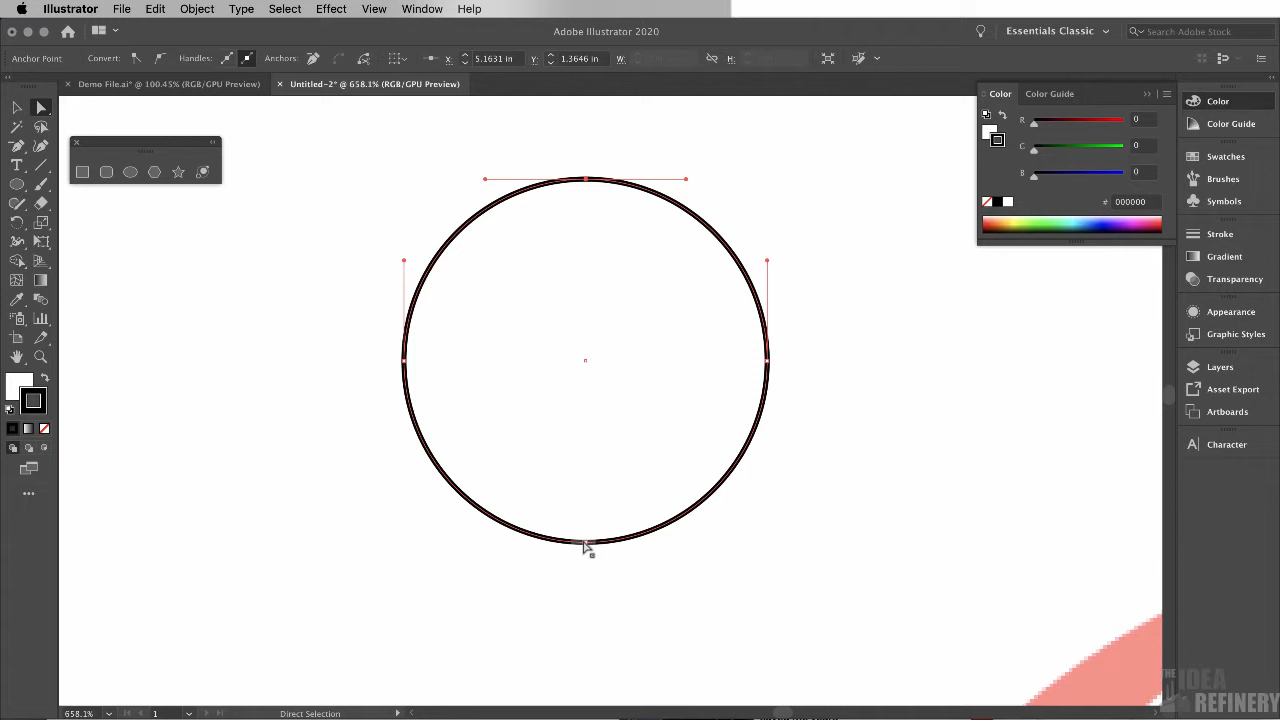 Illustrator File Edit Object Type Select Effect View Window Help
Adobe Illustrator 2020
Essentials Classic
Search Adobe Stock
Anchor Point Convert: Handles: Anchors: X: 5.1631 in Y: 1.3646 in W: H:
× Demo File.ai* @ 100.45% (RGB/GPU Preview) × Untitled-2* @ 658.1% (RGB/GPU Preview)
Color Color Guide
R 0
G 0
B 0
# 000000
Color
Color Guide
Swatches
Brushes
Symbols
Stroke
Gradient
Transparency
Appearance
Graphic Styles
Layers
Asset Export
Artboards
Character
THE IDEA
REFINERY
658.1% 1 Direct Selection